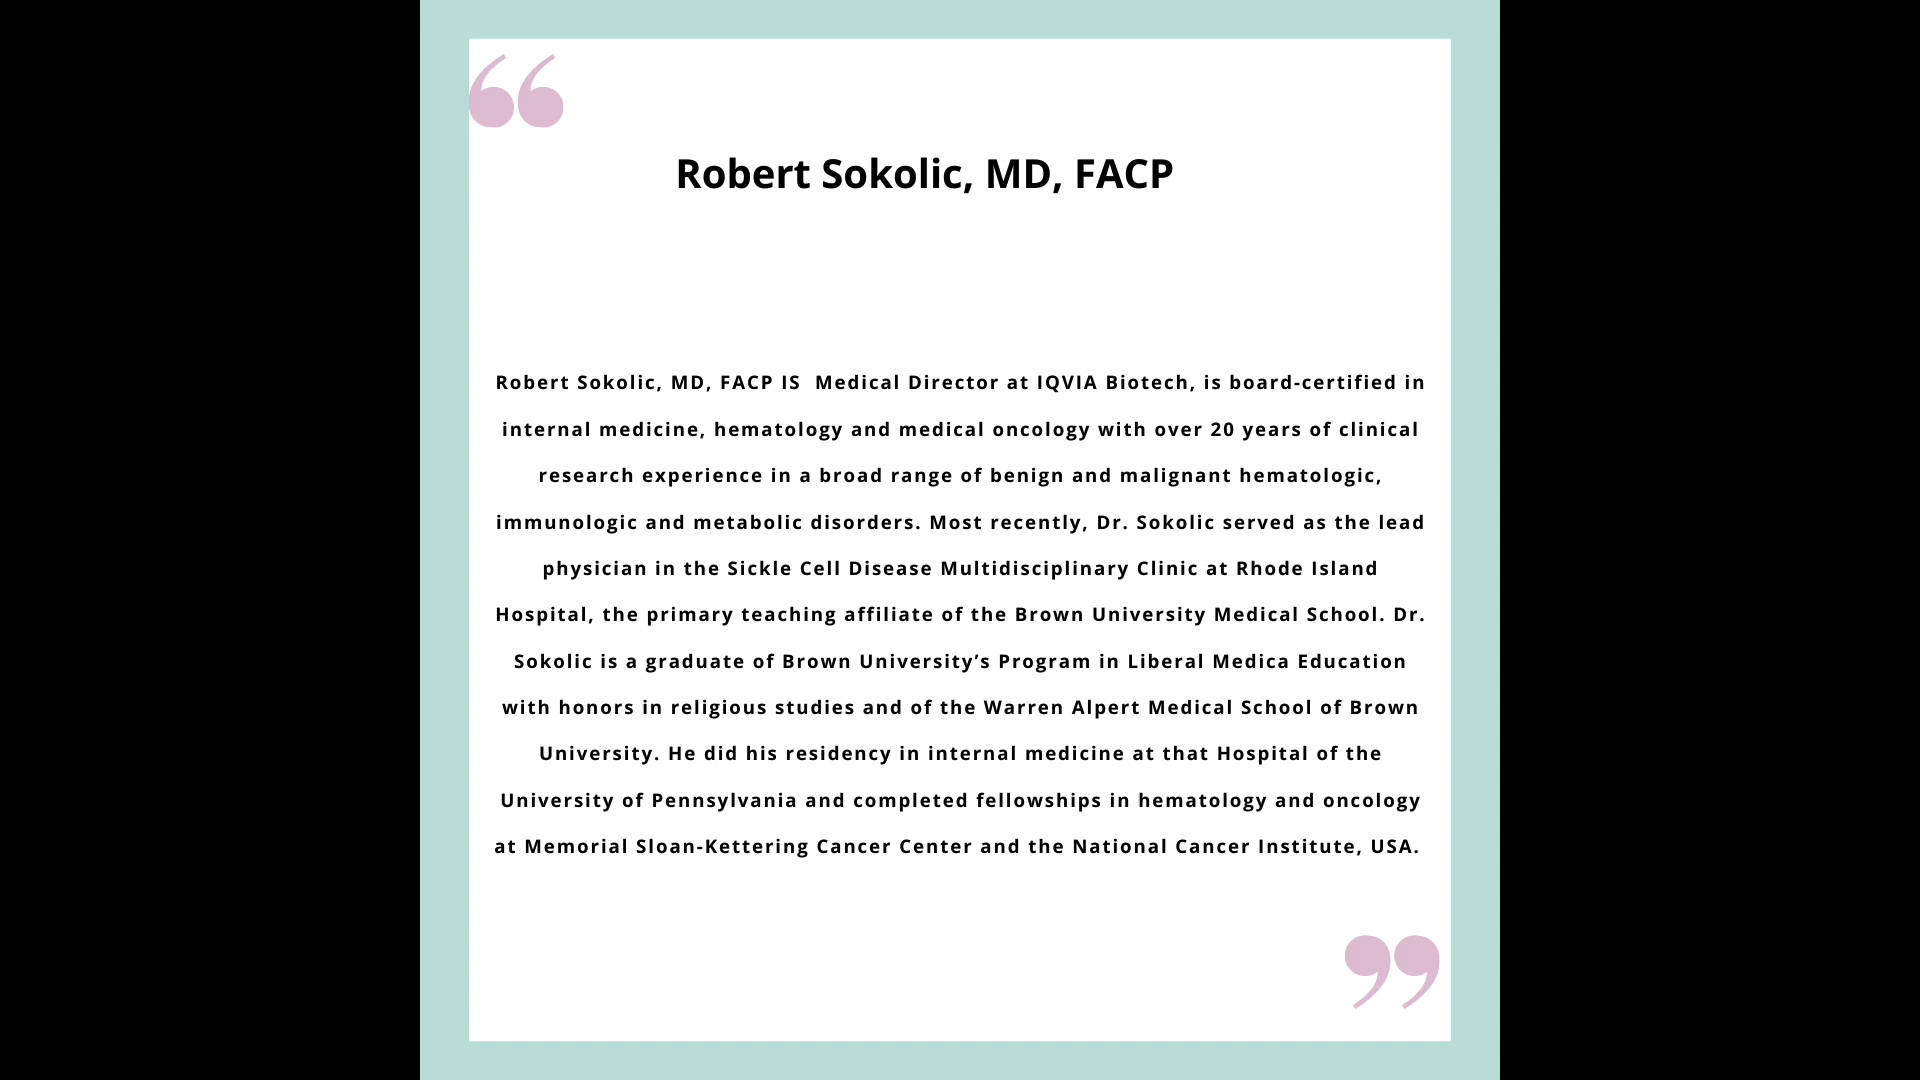 Robert Sokolic, MD, FACP
Robert Sokolic, MD, FACP IS  Medical Director at IQVIA Biotech, is board-certified in
internal medicine, hematology and medical oncology with over 20 years of clinical
research experience in a broad range of benign and malignant hematologic,
immunologic and metabolic disorders. Most recently, Dr. Sokolic served as the lead
physician in the Sickle Cell Disease Multidisciplinary Clinic at Rhode Island
Hospital, the primary teaching affiliate of the Brown University Medical School. Dr.
Sokolic is a graduate of Brown University’s Program in Liberal Medica Education
with honors in religious studies and of the Warren Alpert Medical School of Brown
University. He did his residency in internal medicine at that Hospital of the
University of Pennsylvania and completed fellowships in hematology and oncology
at Memorial Sloan-Kettering Cancer Center and the National Cancer Institute, USA.